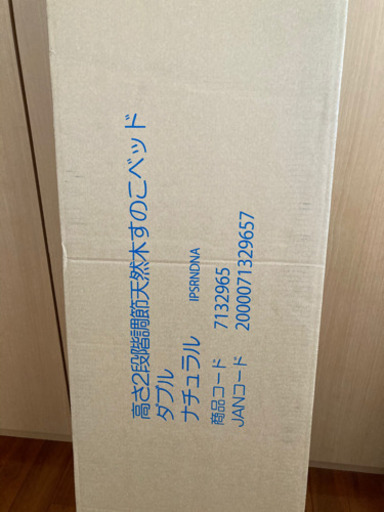 高さ2段階調節天然木すのこベッド
ダブル
ナチュラル IPSRNDNA
商品コード 7132965
JANコード 2000071329657